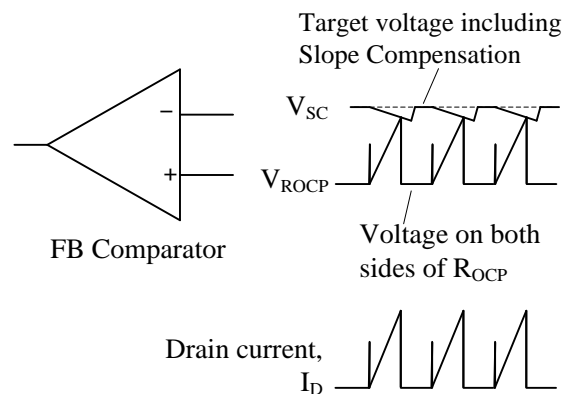 Target voltage including
Slope Compensation
VSC
−
+
VROCP
FB Comparator
Voltage on both
sides of ROCP
Drain current,
ID